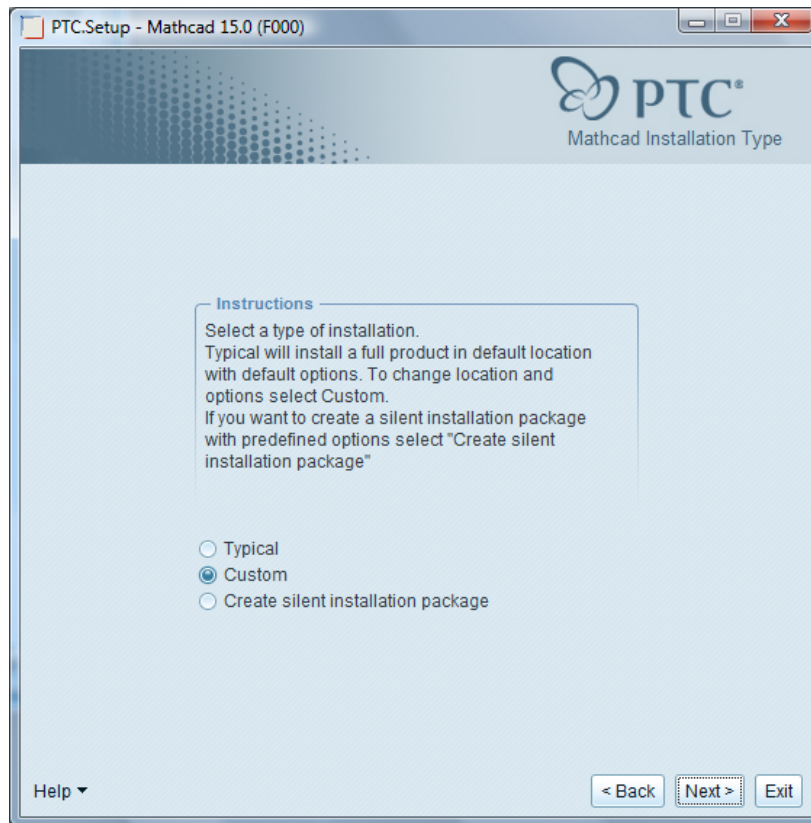 PTC.Setup - Mathcad 15.0 (F000)
PTC®
Mathcad Installation Type
Instructions
Select a type of installation.
Typical will install a full product in default location
with default options. To change location and
options select Custom.
If you want to create a silent installation package
with predefined options select "Create silent
installation package"
Typical
Custom
Create silent installation package
Help
< Back
Next >
Exit